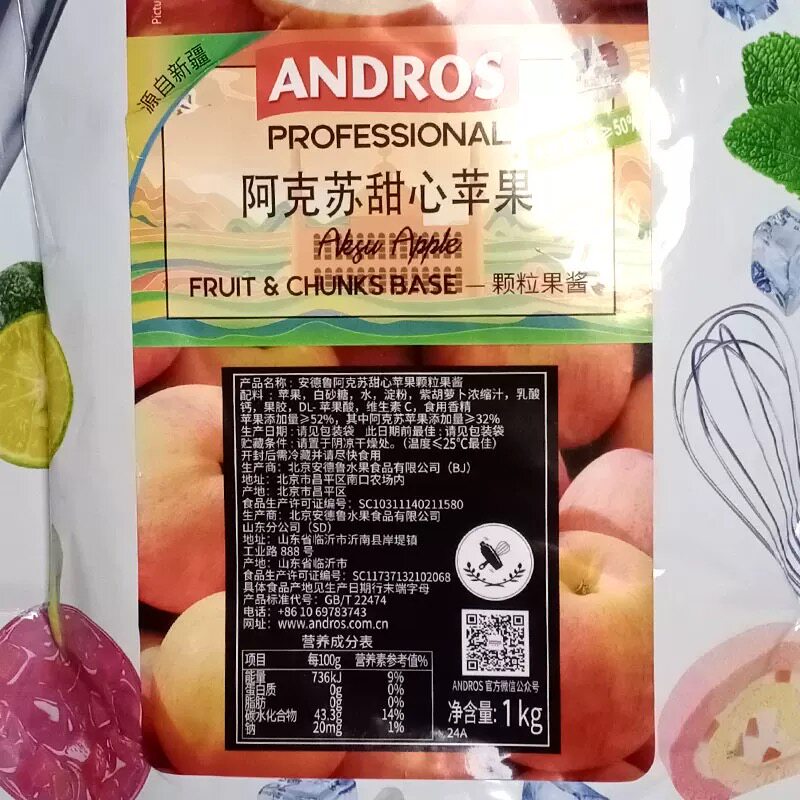 Pictu
源自新疆
ANDROS
PROFESSIONAL
≥50%
阿克苏甜心苹果
Aksu Apple
FRUIT & CHUNKS BASE — 颗粒果酱
产品名称：安德鲁阿克苏甜心苹果颗粒果酱
配料：苹果，白砂糖，水，淀粉，紫胡萝卜浓缩汁，乳酸
钙，果胶，DL-苹果酸，维生素C，食用香精
苹果添加量≥52%，其中阿克苏苹果添加量≥32%
生产日期：请见包装袋 此日期前最佳：请见包装袋
贮藏条件：请置于阴凉干燥处。（温度≤25℃最佳）
开封后需冷藏并请尽快食用
生产商：北京安德鲁水果食品有限公司（BJ）
地址：北京市昌平区南口农场内
产地：北京市昌平区
食品生产许可证编号：SC10311140211580
生产商：北京安德鲁水果食品有限公司
山东分公司（SD）
地址：山东省临沂市沂南县岸堤镇
工业路 888 号
产地：山东省临沂市
食品生产许可证编号：SC11737132102068
具体食品产地见生产日期行末端字母
产品标准代号：GB/T 22474
电话：+86 10 69783743
网址：www.andros.com.cn
营养成分表
项目 每100g 营养素参考值%
能量 736kJ 9%
蛋白质 0g 0%
脂肪 0g 0%
碳水化合物 43.3g 14%
钠 20mg 1%
ANDROS 官方微信公众号
净含量：1kg
24A